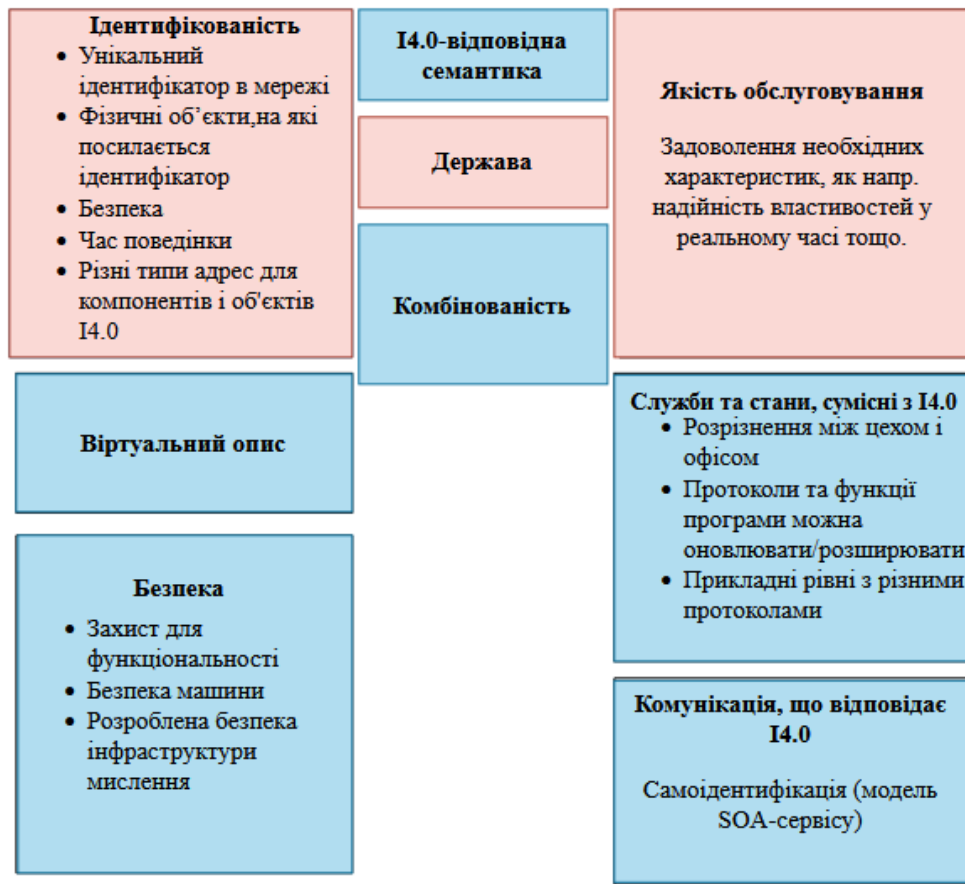 Ідентифікованість
• Унікальний
ідентифікатор в мережі
• Фізичні об’єкти,на які
посилається
ідентифікатор
• Безпека
• Час поведінки
• Різні типи адрес для
компонентів і об'єктів
І4.0
І4.0-відповідна
семантика
Держава
Комбінованість
Якість обслуговування
Задоволення необхідних
характеристик, як напр.
надійність властивостей у
реальному часі тощо.
Віртуальний опис
Безпека
• Захист для
функціональності
• Безпека машини
• Розроблена безпека
інфраструктури
мислення
Служби та стани, сумісні з І4.0
• Розрізнення між цехом і
офісом
• Протоколи та функції
програми можна
оновлювати/розширювати
• Прикладні рівні з різними
протоколами
Комунікація, що відповідає
І4.0
Самоідентифікація (модель
SOA-сервісу)